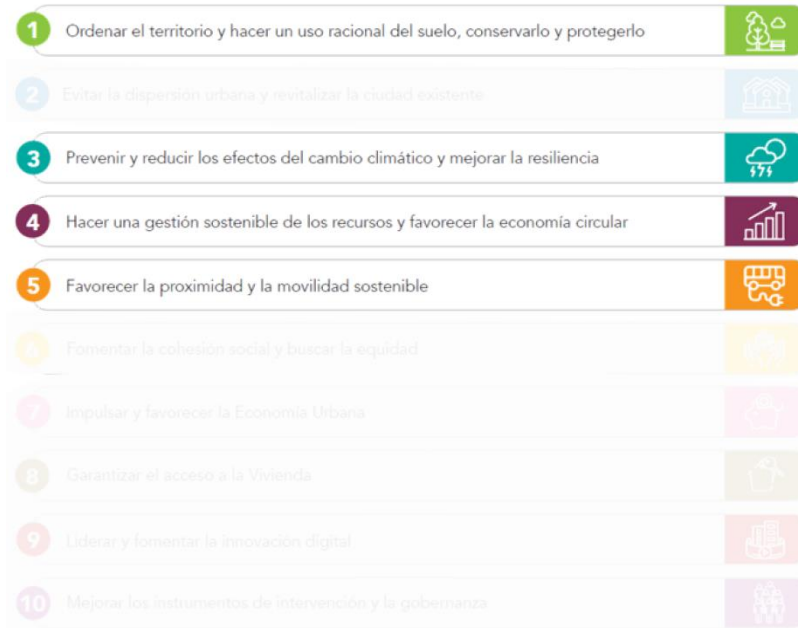 1 Ordenar el territorio y hacer un uso racional del suelo, conservarlo y protegerlo
2 Evitar la dispersión urbana y revitalizar la ciudad existente
3 Prevenir y reducir los efectos del cambio climático y mejorar la resiliencia
4 Hacer una gestión sostenible de los recursos y favorecer la economía circular
5 Favorecer la proximidad y la movilidad sostenible
6 Fomentar la cohesión social y buscar la equidad
7 Impulsar y favorecer la Economía Urbana
8 Garantizar el acceso a la Vivienda
9 Liderar y fomentar la innovación digital
10 Mejorar los instrumentos de intervención y la gobernanza